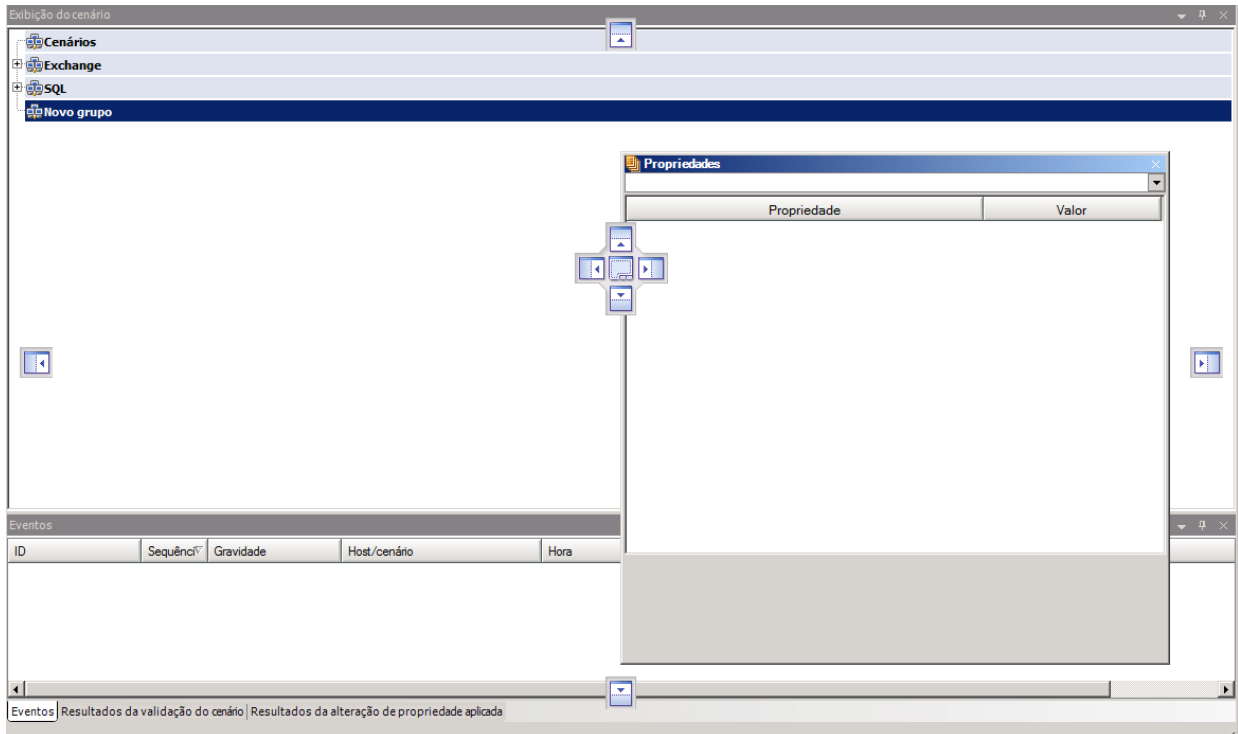 Exibição do cenário
Cenários
Exchange
SQL
Novo grupo
Propriedades
Propriedade Valor
Eventos
ID Sequênci Gravidade Host/cenário Hora
Eventos Resultados da validação do cenário Resultados da alteração de propriedade aplicada